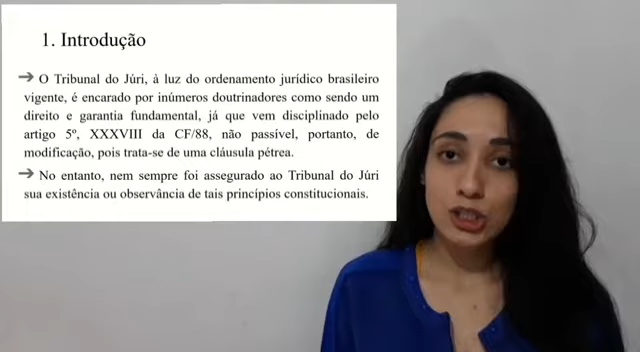 1. Introdução
➔ O Tribunal do Júri, à luz do ordenamento jurídico brasileiro
vigente, é encarado por inúmeros doutrinadores como sendo um
direito e garantia fundamental, já que vem disciplinado pelo
artigo 5º, XXXVIII da CF/88, não passível, portanto, de
modificação, pois trata-se de uma cláusula pétrea.
➔ No entanto, nem sempre foi assegurado ao Tribunal do Júri
sua existência ou observância de tais princípios constitucionais.